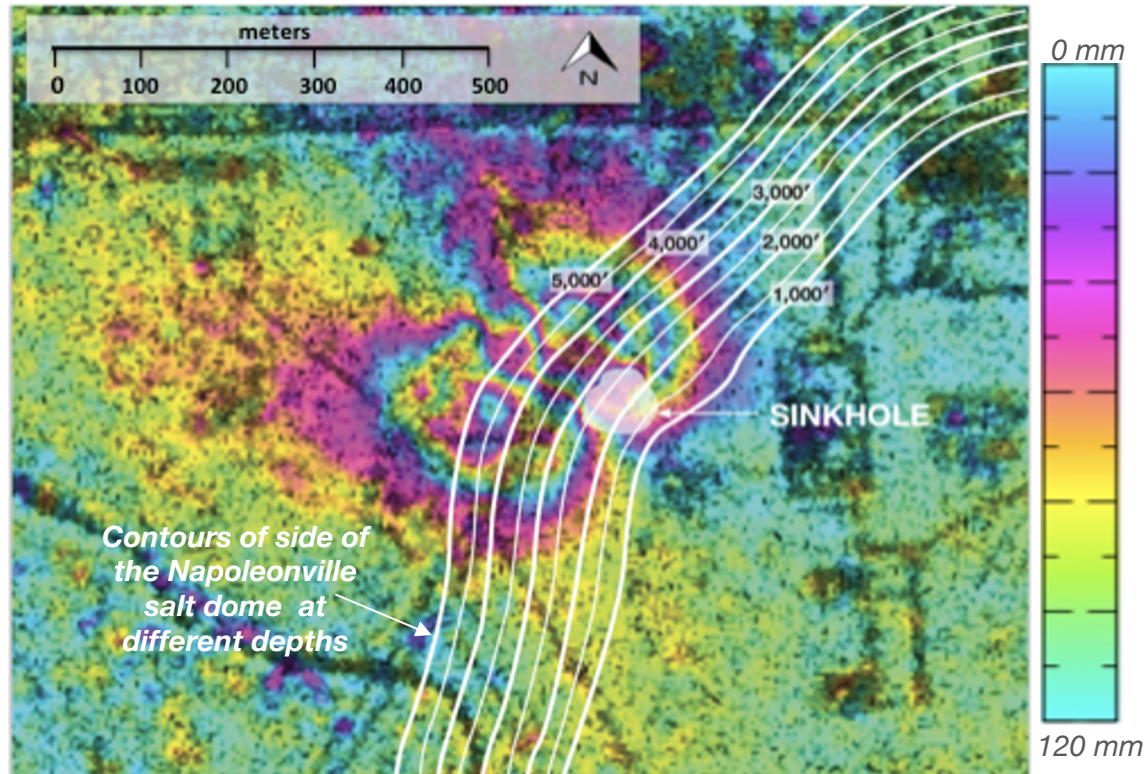 meters
0 100 200 300 400 500
N
0 mm
3,000′
4,000′
2,000′
5,000′
1,000′
SINKHOLE
Contours of side of
the Napoleonville
salt dome at
different depths
120 mm